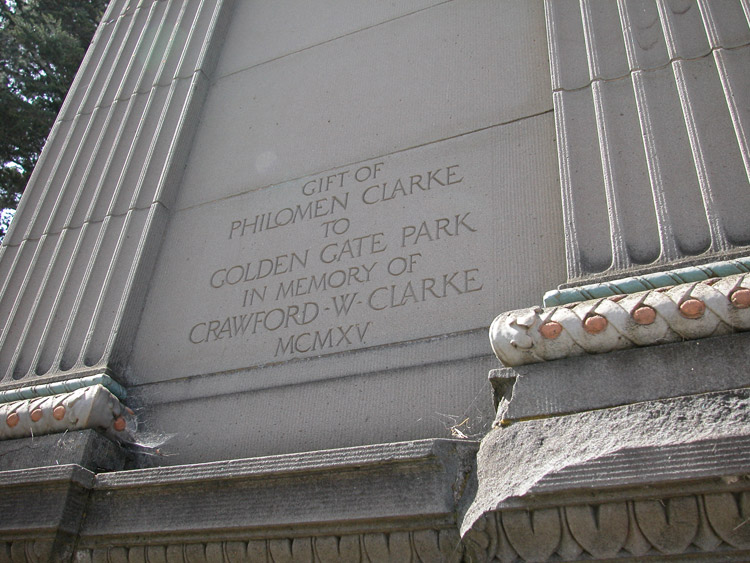 GIFT OF
PHILOMEN CLARKE
TO
GOLDEN GATE PARK
IN MEMORY OF
CRAWFORD-W-CLARKE
MCMXV